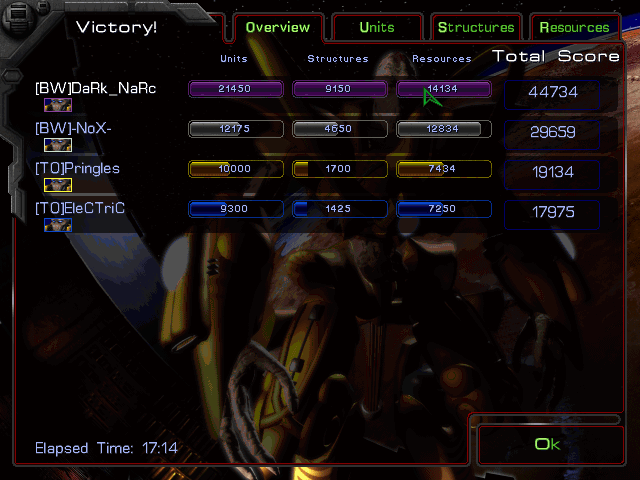 Victory!
Overview Units Structures Resources
Units Structures Resources Total Score
[BW]DaRk_NaRc 21450 9150 14134 44734
[BW]-NoX- 12175 4650 12834 29659
[TO]Pringles 10000 1700 7434 19134
[TO]EleCTriC 9300 1425 7250 17975
Elapsed Time: 17:14
Ok